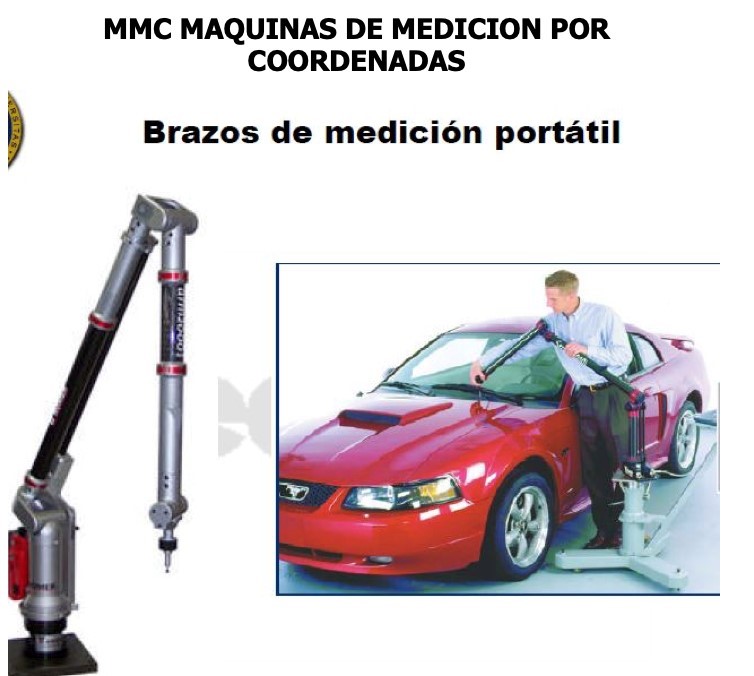 MMC MAQUINAS DE MEDICION POR
COORDENADAS
Brazos de medición portátil